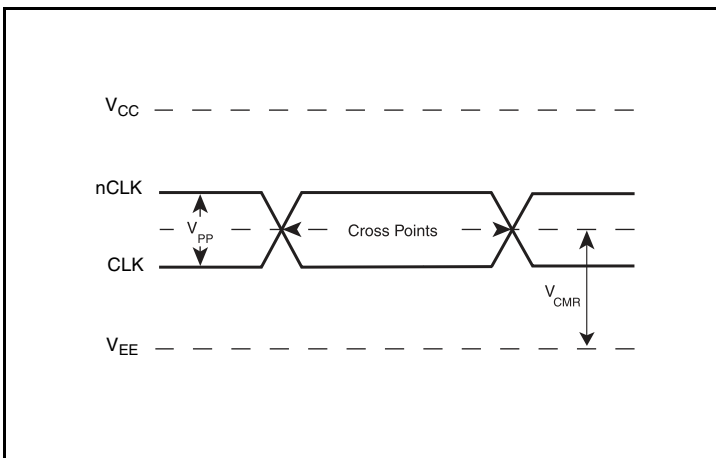 VCC
nCLK
VPP
Cross Points
CLK
VCMR
VEE